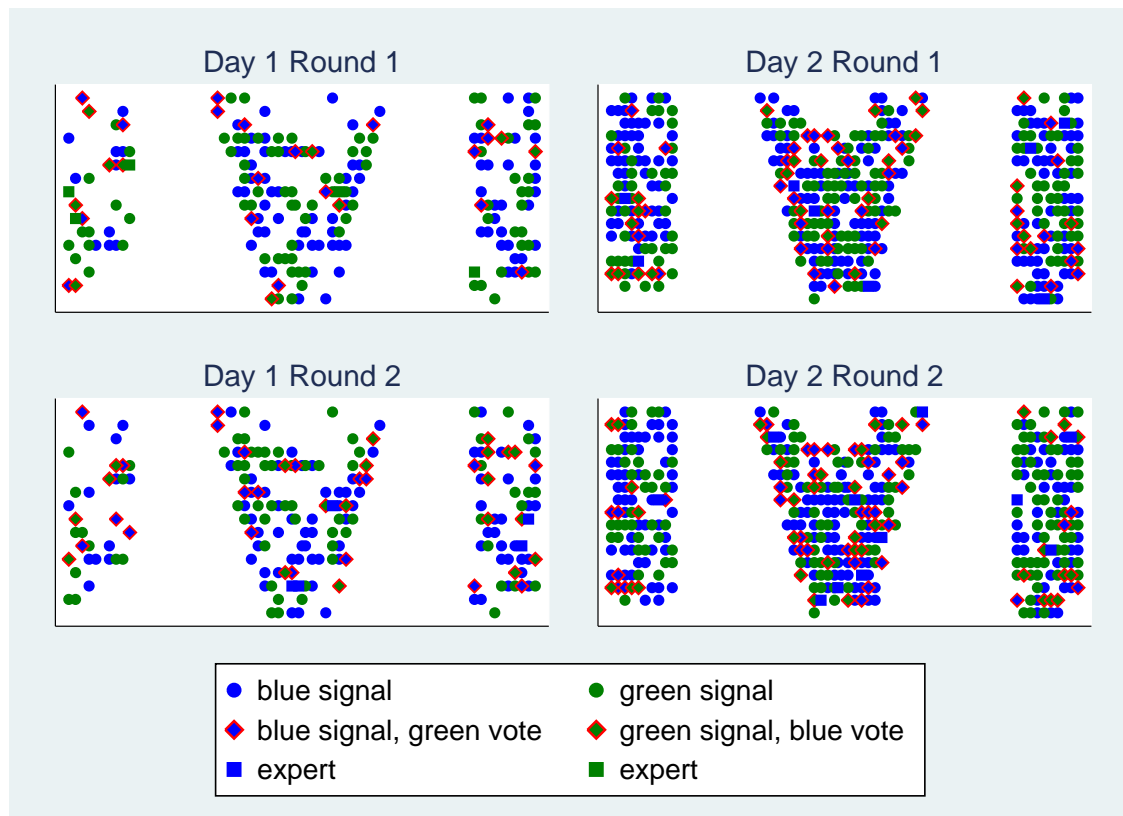 Day 1 Round 1
Day 2 Round 1
Day 1 Round 2
Day 2 Round 2
blue signal
green signal
blue signal, green vote
green signal, blue vote
expert
expert